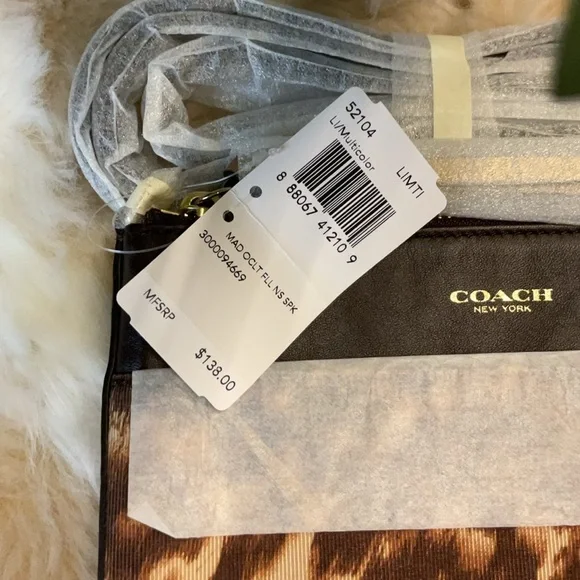 52104
LI/Multicolor
LIMTI
8 88067 41210 9
MAD OCLT FLL NS SPK
3000094669
MFSRP
$138.00
COACH
NEW YORK